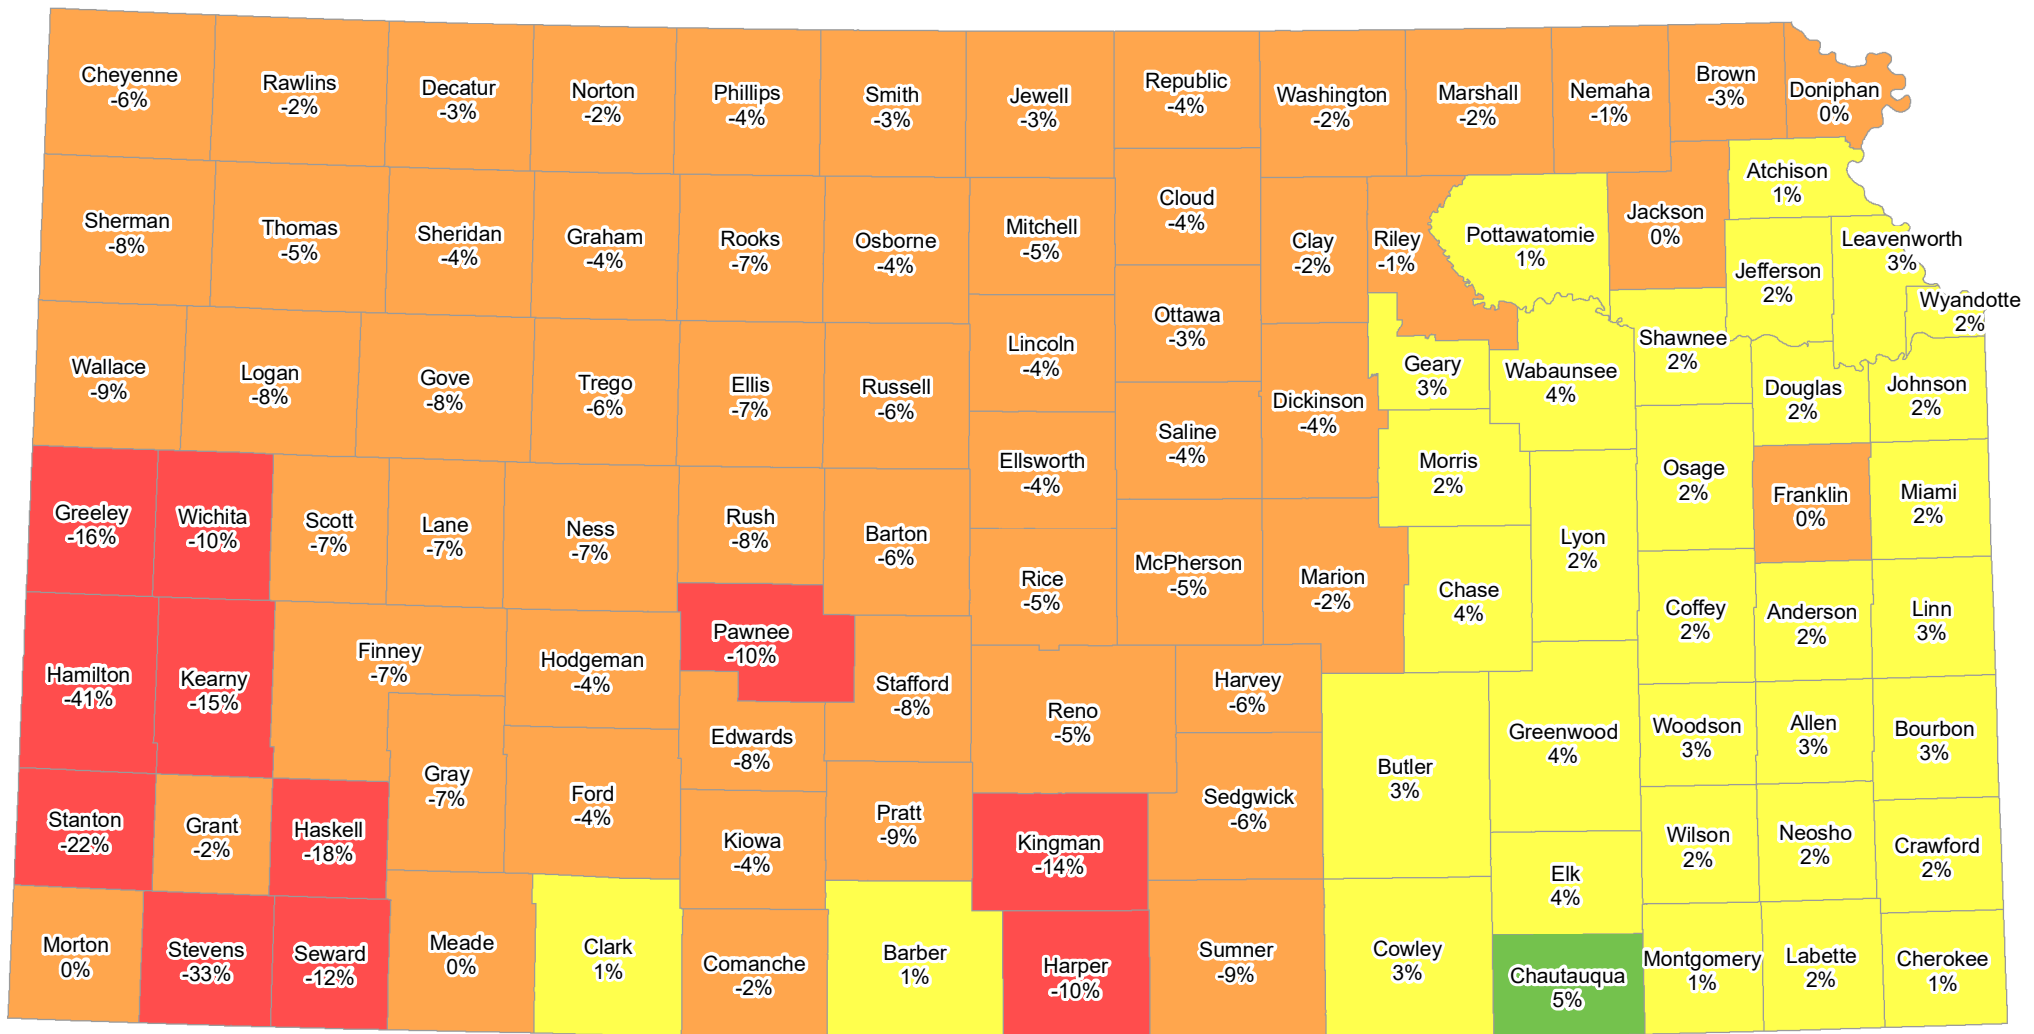 Cheyenne
-6%
Rawlins
-2%
Decatur
-3%
Norton
-2%
Phillips
-4%
Smith
-3%
Jewell
-3%
Republic
-4%
Washington
-2%
Marshall
-2%
Nemaha
-1%
Brown
-3%
Doniphan
0%
Atchison
1%
Sherman
-8%
Thomas
-5%
Sheridan
-4%
Graham
-4%
Rooks
-7%
Osborne
-4%
Mitchell
-5%
Cloud
-4%
Clay
-2%
Riley
-1%
Pottawatomie
1%
Jackson
0%
Jefferson
2%
Leavenworth
3%
Wyandotte
2%
Wallace
-9%
Logan
-8%
Gove
-8%
Trego
-6%
Ellis
-7%
Russell
-6%
Lincoln
-4%
Ottawa
-3%
Dickinson
-4%
Geary
3%
Wabaunsee
4%
Shawnee
2%
Douglas
2%
Johnson
2%
Ellsworth
-4%
Saline
-4%
Morris
2%
Osage
2%
Franklin
0%
Miami
2%
Greeley
-16%
Wichita
-10%
Scott
-7%
Lane
-7%
Ness
-7%
Rush
-8%
Barton
-6%
Rice
-5%
McPherson
-5%
Marion
-2%
Chase
4%
Lyon
2%
Coffey
2%
Anderson
2%
Linn
3%
Hamilton
-41%
Kearny
-15%
Finney
-7%
Hodgeman
-4%
Pawnee
-10%
Stafford
-8%
Reno
-5%
Harvey
-6%
Edwards
-8%
Butler
3%
Greenwood
4%
Woodson
3%
Allen
3%
Bourbon
3%
Stanton
-22%
Grant
-2%
Haskell
-18%
Gray
-7%
Ford
-4%
Kiowa
-4%
Pratt
-9%
Kingman
-14%
Sedgwick
-6%
Elk
4%
Wilson
2%
Neosho
2%
Crawford
2%
Morton
0%
Stevens
-33%
Seward
-12%
Meade
0%
Clark
1%
Comanche
-2%
Barber
1%
Harper
-10%
Sumner
-9%
Cowley
3%
Chautauqua
5%
Montgomery
1%
Labette
2%
Cherokee
1%